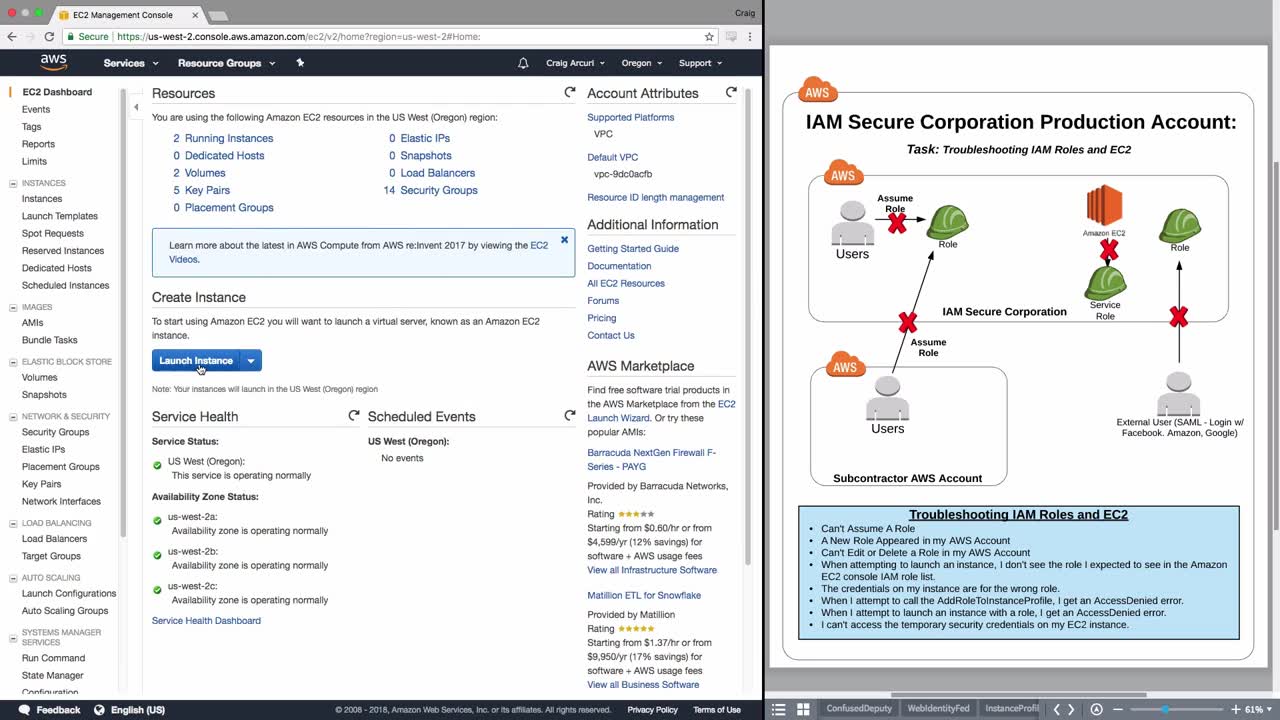 EC2 Management Console
Craig
Secure https://us-west-2.console.aws.amazon.com/ec2/v2/home?region=us-west-2#Home:
aws Services Resource Groups Craig Arcuri Oregon Support
EC2 Dashboard
Events
Tags
Reports
Limits
INSTANCES
Instances
Launch Templates
Spot Requests
Reserved Instances
Dedicated Hosts
Scheduled Instances
IMAGES
AMIs
Bundle Tasks
ELASTIC BLOCK STORE
Volumes
Snapshots
NETWORK & SECURITY
Security Groups
Elastic IPs
Placement Groups
Key Pairs
Network Interfaces
LOAD BALANCING
Load Balancers
Target Groups
AUTO SCALING
Launch Configurations
Auto Scaling Groups
SYSTEMS MANAGER
SERVICES
Run Command
State Manager
Configuration
Resources
You are using the following Amazon EC2 resources in the US West (Oregon) region:
2 Running Instances 0 Elastic IPs
0 Dedicated Hosts 0 Snapshots
2 Volumes 0 Load Balancers
5 Key Pairs 14 Security Groups
0 Placement Groups
Learn more about the latest in AWS Compute from AWS re:Invent 2017 by viewing the EC2
Videos.
Create Instance
To start using Amazon EC2 you will want to launch a virtual server, known as an Amazon EC2
instance.
Launch Instance
Note: Your instances will launch in the US West (Oregon) region
Service Health
Service Status:
US West (Oregon):
This service is operating normally
Availability Zone Status:
us-west-2a:
Availability zone is operating normally
us-west-2b:
Availability zone is operating normally
us-west-2c:
Availability zone is operating normally
Service Health Dashboard
Scheduled Events
US West (Oregon):
No events
Account Attributes
Supported Platforms
VPC
Default VPC
vpc-9dc0acfb
Resource ID length management
Additional Information
Getting Started Guide
Documentation
All EC2 Resources
Forums
Pricing
Contact Us
AWS Marketplace
Find free software trial products in
the AWS Marketplace from the EC2
Launch Wizard. Or try these
popular AMIs:
Barracuda NextGen Firewall F-
Series - PAYG
Provided by Barracuda Networks,
Inc.
Rating
Starting from $0.60/hr or from
$4,599/yr (12% savings) for
software + AWS usage fees
View all Infrastructure Software
Matillion ETL for Snowflake
Provided by Matillion
Rating
Starting from $1.37/hr or from
$9,950/yr (17% savings) for
software + AWS usage fees
View all Business Software
Feedback English (US) © 2008 - 2018, Amazon Web Services, Inc. or its affiliates. All rights reserved. Privacy Policy Terms of Use
AWS
IAM Secure Corporation Production Account:
Task: Troubleshooting IAM Roles and EC2
AWS
Assume
Role
Users
Role
Amazon EC2
Service
Role
Role
IAM Secure Corporation
Assume
Role
AWS
Users
Subcontractor AWS Account
External User (SAML - Login w/
Facebook. Amazon, Google)
Troubleshooting IAM Roles and EC2
• Can't Assume A Role
• A New Role Appeared in my AWS Account
• Can't Edit or Delete a Role in my AWS Account
• When attempting to launch an instance, I don't see the role I expected to see in the Amazon
EC2 console IAM role list.
• The credentials on my instance are for the wrong role.
• When I attempt to call the AddRoleToInstanceProfile, I get an AccessDenied error.
• When I attempt to launch an instance with a role, I get an AccessDenied error.
• I can't access the temporary security credentials on my EC2 instance.
ConfusedDeputy WebIdentityFed InstanceProfil 61%